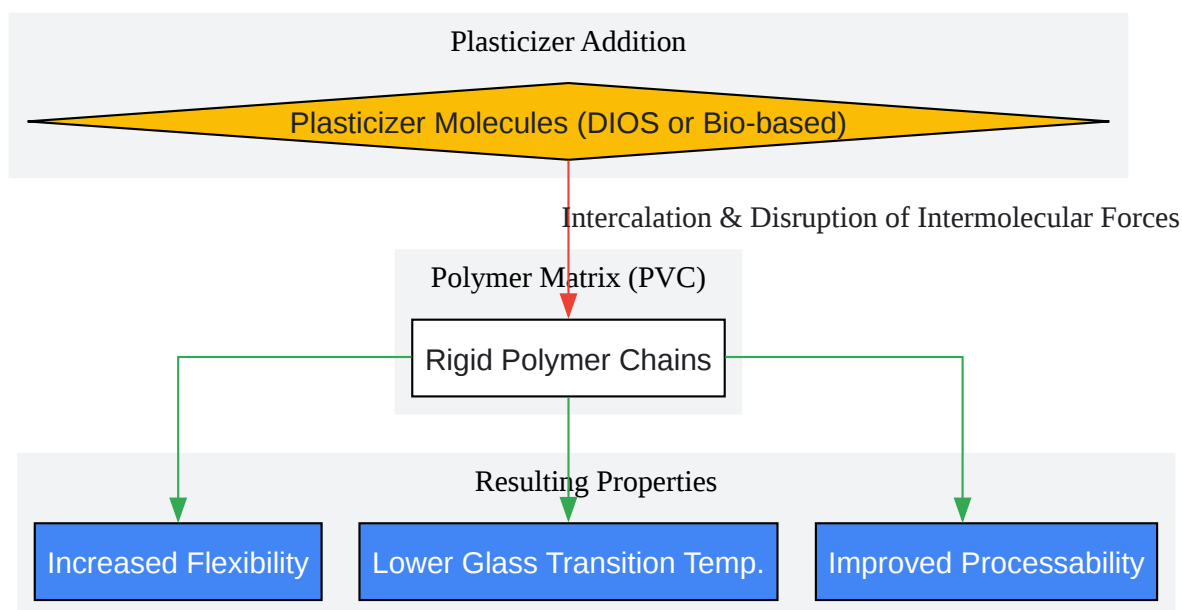 Plasticizer Addition
Plasticizer Molecules (DIOS or Bio-based)
Intercalation & Disruption of Intermolecular Forces
Polymer Matrix (PVC)
Rigid Polymer Chains
Resulting Properties
Increased Flexibility
Lower Glass Transition Temp.
Improved Processability